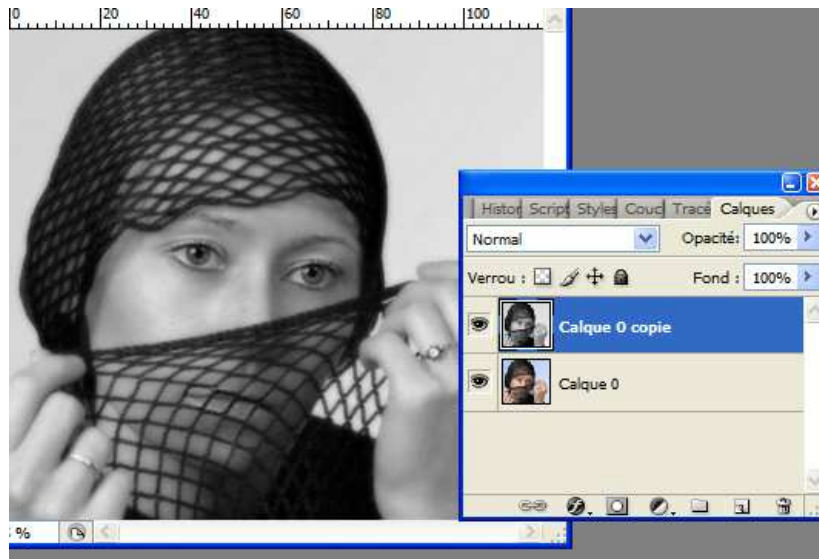 0 20 40 60 80 100
Histor Script Styles Couc Tracé Calques
Normal Opacité: 100%
Verrou : Fond : 100%
Calque 0 copie
Calque 0
%